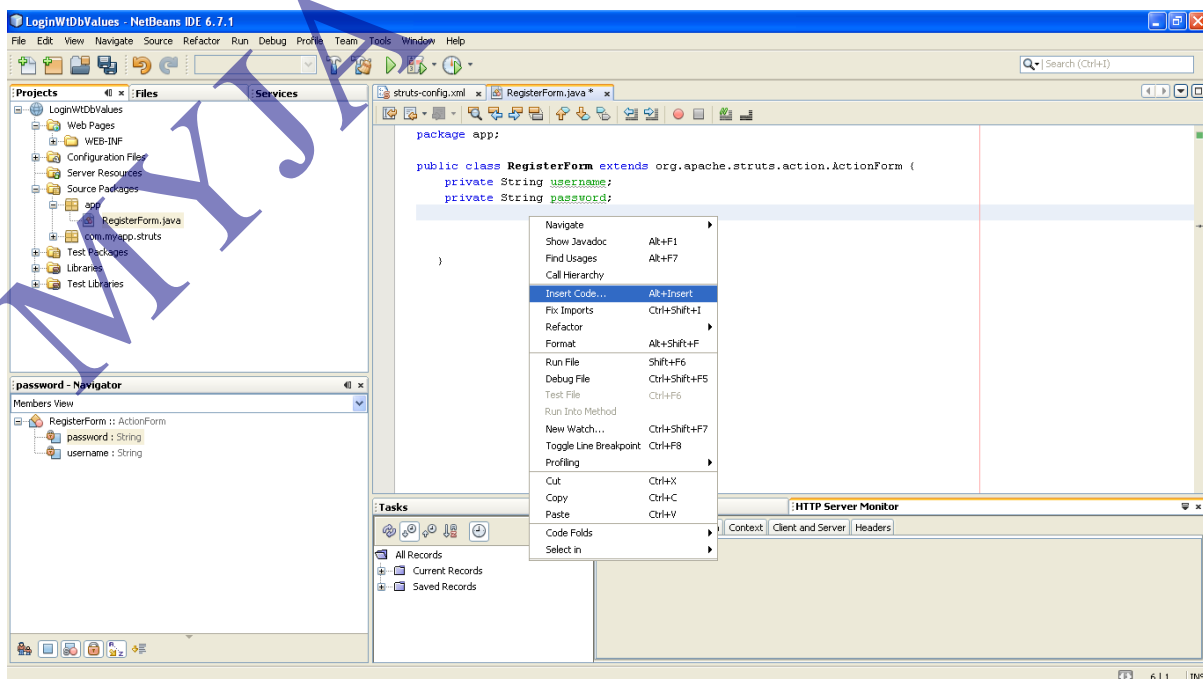 LoginWtDbValues - NetBeans IDE 6.7.1
File Edit View Navigate Source Refactor Run Debug Profile Team Tools Window Help
Search (Ctrl+I)
Projects Files Services
LoginWtDbValues
Web Pages
WEB-INF
Configuration Files
Server Resources
Source Packages
app
RegisterForm.java
com.myapp.struts
Test Packages
Libraries
Test Libraries
password - Navigator
Members View
RegisterForm :: ActionForm
password : String
username : String
struts-config.xml RegisterForm.java *
package app;
public class RegisterForm extends org.apache.struts.action.ActionForm {
private String username;
private String password;
}
Navigate
Show Javadoc Alt+F1
Find Usages Alt+F7
Call Hierarchy
Insert Code... Alt+Insert
Fix Imports Ctrl+Shift+I
Refactor
Format Alt+Shift+F
Run File Shift+F6
Debug File Ctrl+Shift+F5
Test File Ctrl+F6
Run Into Method
New Watch... Ctrl+Shift+F7
Toggle Line Breakpoint Ctrl+F8
Profiling
Cut Ctrl+X
Copy Ctrl+C
Paste Ctrl+V
Code Folds
Select in
Tasks HTTP Server Monitor
Context Client and Server Headers
All Records
Current Records
Saved Records
6|1 INS
MYJA